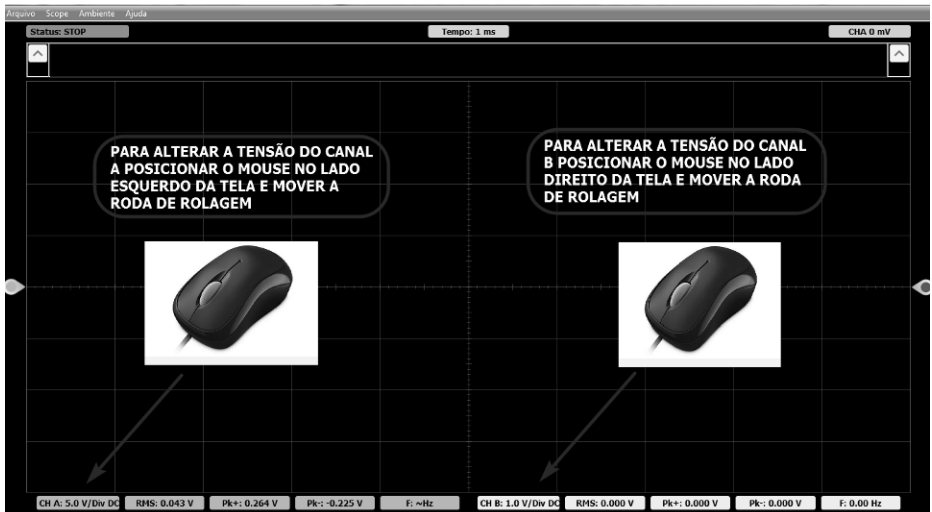 Arquivo Scope Ambiente Ajuda
Status: STOP
Tempo: 1 ms
CHA 0 mV
PARA ALTERAR A TENSÃO DO CANAL
A POSICIONAR O MOUSE NO LADO
ESQUERDO DA TELA E MOVER A
RODA DE ROLAGEM
PARA ALTERAR A TENSÃO DO CANAL
B POSICIONAR O MOUSE NO LADO
DIREITO DA TELA E MOVER A RODA
DE ROLAGEM
CH A: 5.0 V/Div DC RMS: 0.043 V Pk+: 0.264 V Pk-: -0.225 V F: ~Hz CH B: 1.0 V/Div DC RMS: 0.000 V Pk+: 0.000 V Pk-: 0.000 V F: 0.00 Hz